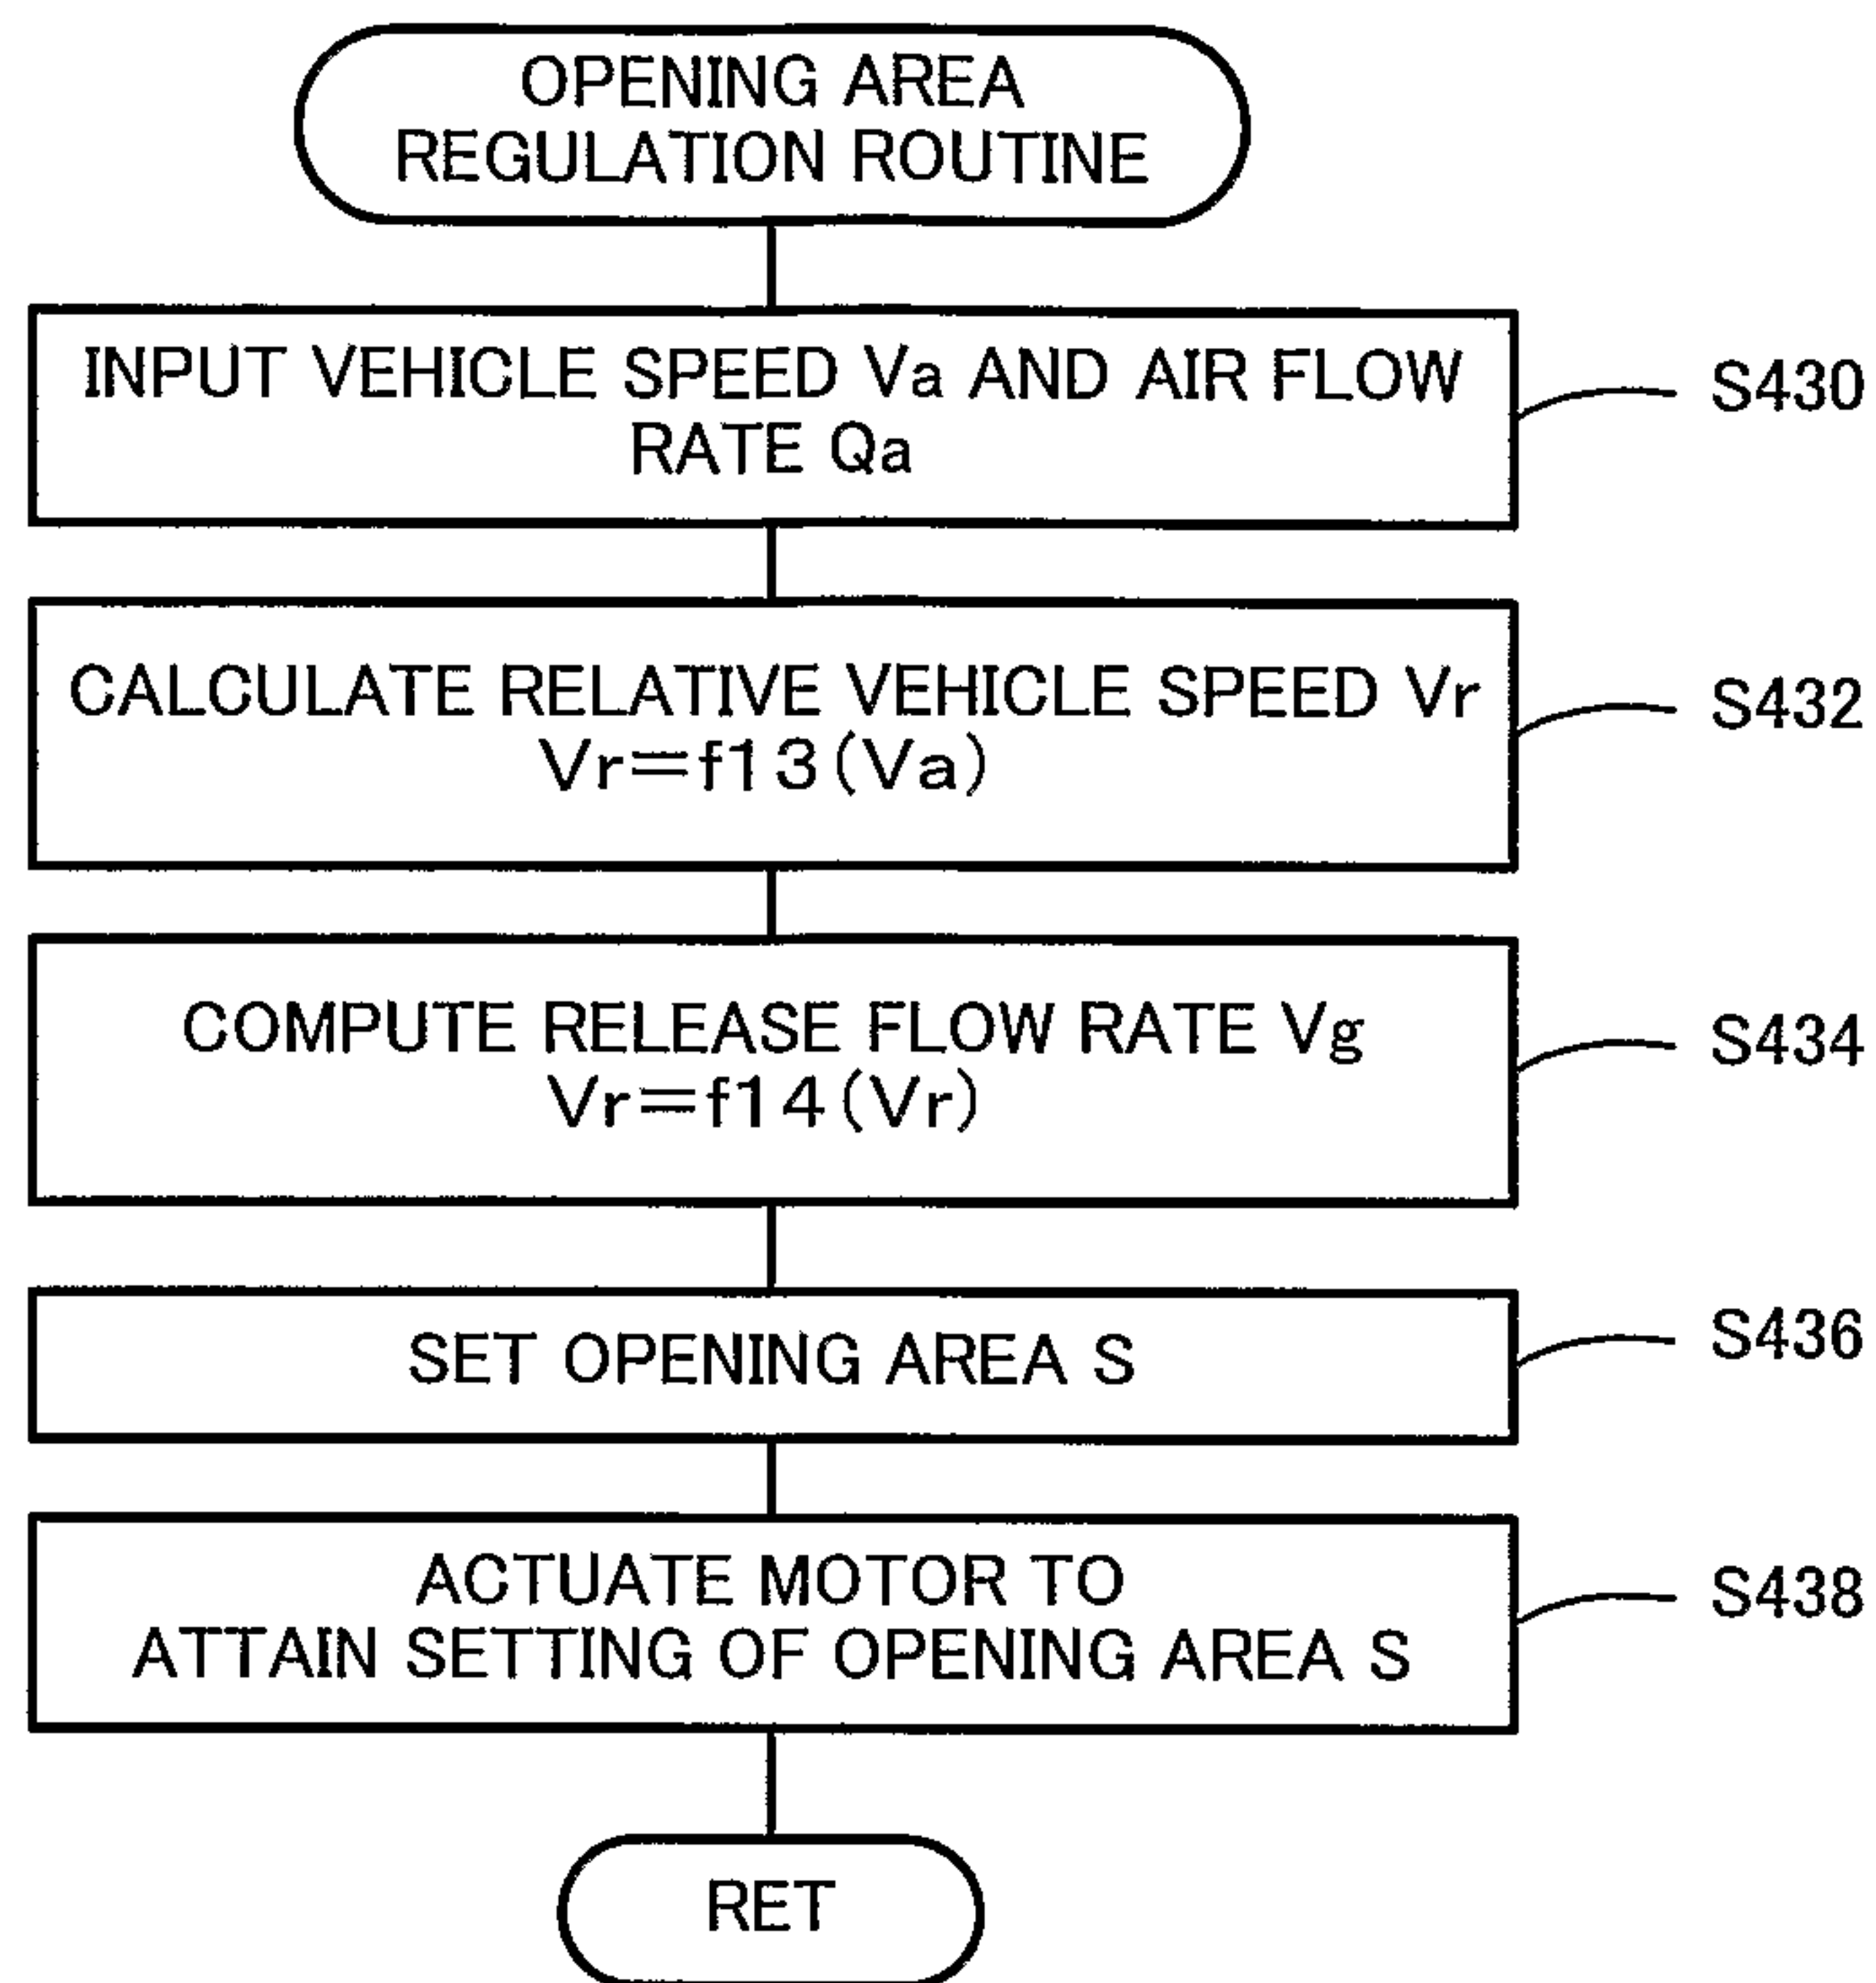 OPENING AREA
REGULATION ROUTINE
INPUT VEHICLE SPEED Va AND AIR FLOW
RATE Qa
S430
CALCULATE RELATIVE VEHICLE SPEED Vr
Vr=f13(Va)
S432
COMPUTE RELEASE FLOW RATE Vg
Vr=f14(Vr)
S434
SET OPENING AREA S
S436
ACTUATE MOTOR TO
ATTAIN SETTING OF OPENING AREA S
S438
RET